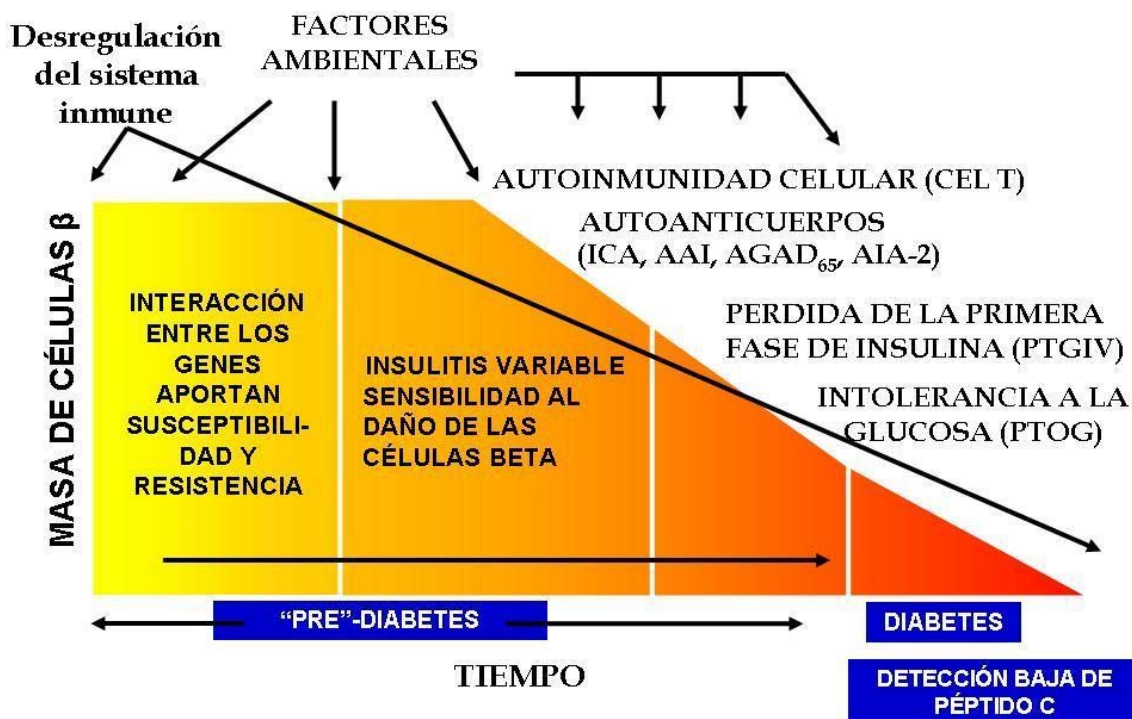 Desregulación
del sistema
inmune
FACTORES
AMBIENTALES
AUTOINMUNIDAD CELULAR (CEL T)
AUTOANTICUERPOS
(ICA, AAI, AGAD65, AIA-2)
PERDIDA DE LA PRIMERA
FASE DE INSULINA (PTGIV)
INTOLERANCIA A LA
GLUCOSA (PTOG)
MASA DE CÉLULAS β
INTERACCIÓN
ENTRE LOS
GENES
APORTAN
SUSCEPTIBILI-
DAD Y
RESISTENCIA
INSULITIS VARIABLE
SENSIBILIDAD AL
DAÑO DE LAS
CÉLULAS BETA
“PRE”-DIABETES
DIABETES
TIEMPO
DETECCIÓN BAJA DE
PÉPTIDO C